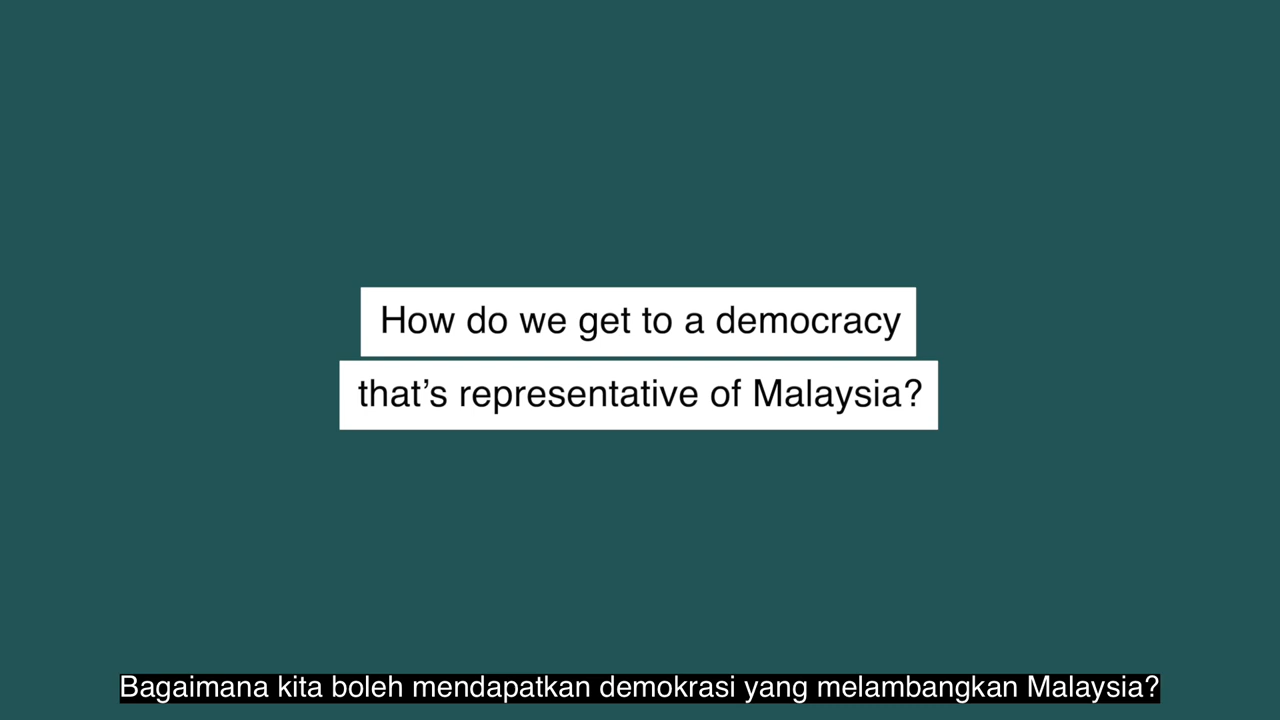 How do we get to a democracy
that’s representative of Malaysia?
Bagaimana kita boleh mendapatkan demokrasi yang melambangkan Malaysia?